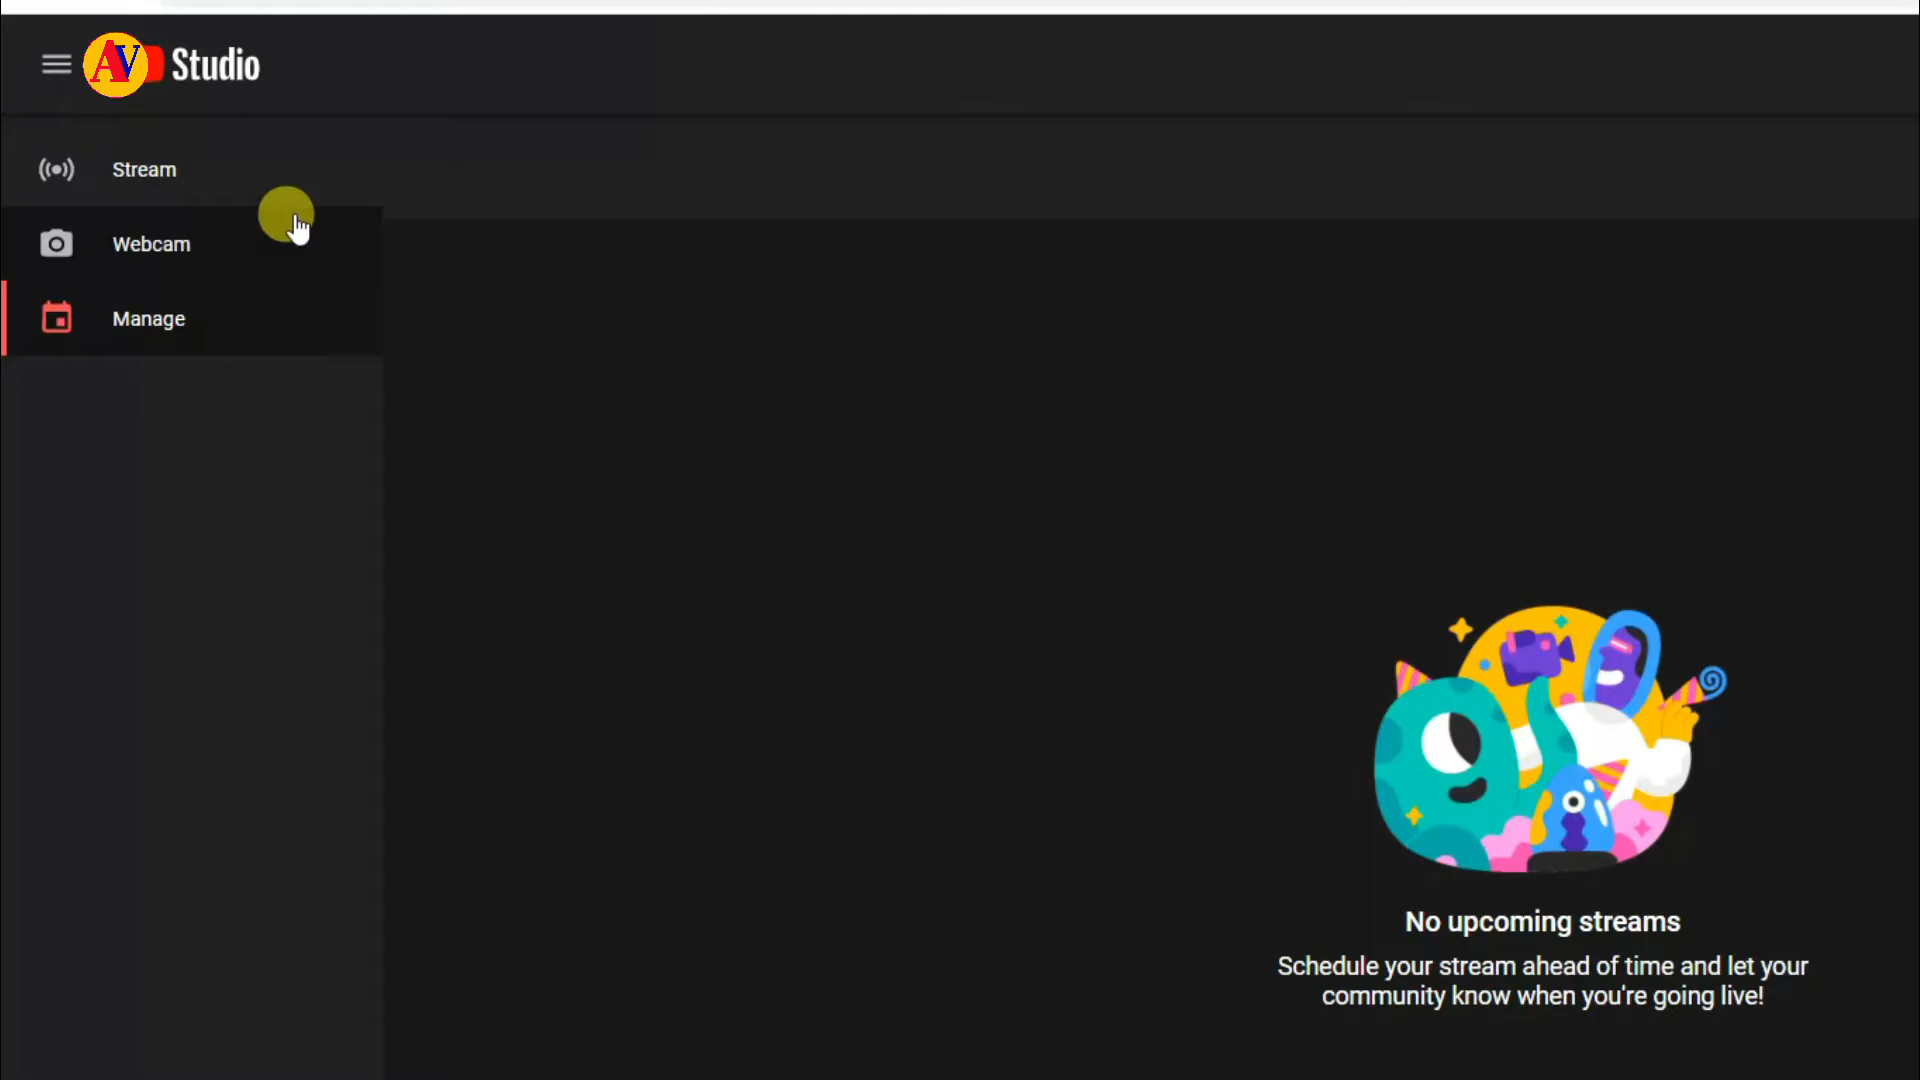 AV Studio
Stream
Webcam
Manage
No upcoming streams
Schedule your stream ahead of time and let your
community know when you're going live!